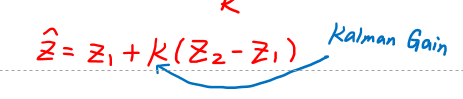 K
ẑ = z₁ + K(z₂ - z₁)
Kalman Gain